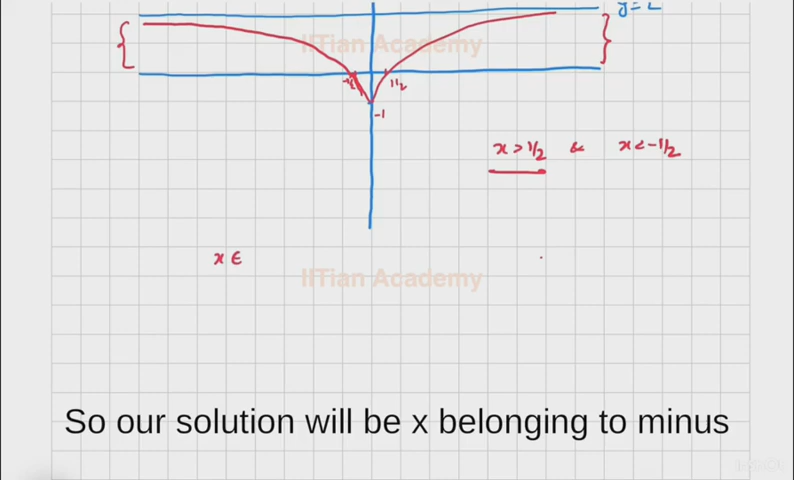 y=2
IITian Academy
-1/2
1/2
-1
x > 1/2 & x < -1/2
x ∈
IITian Academy
So our solution will be x belonging to minus